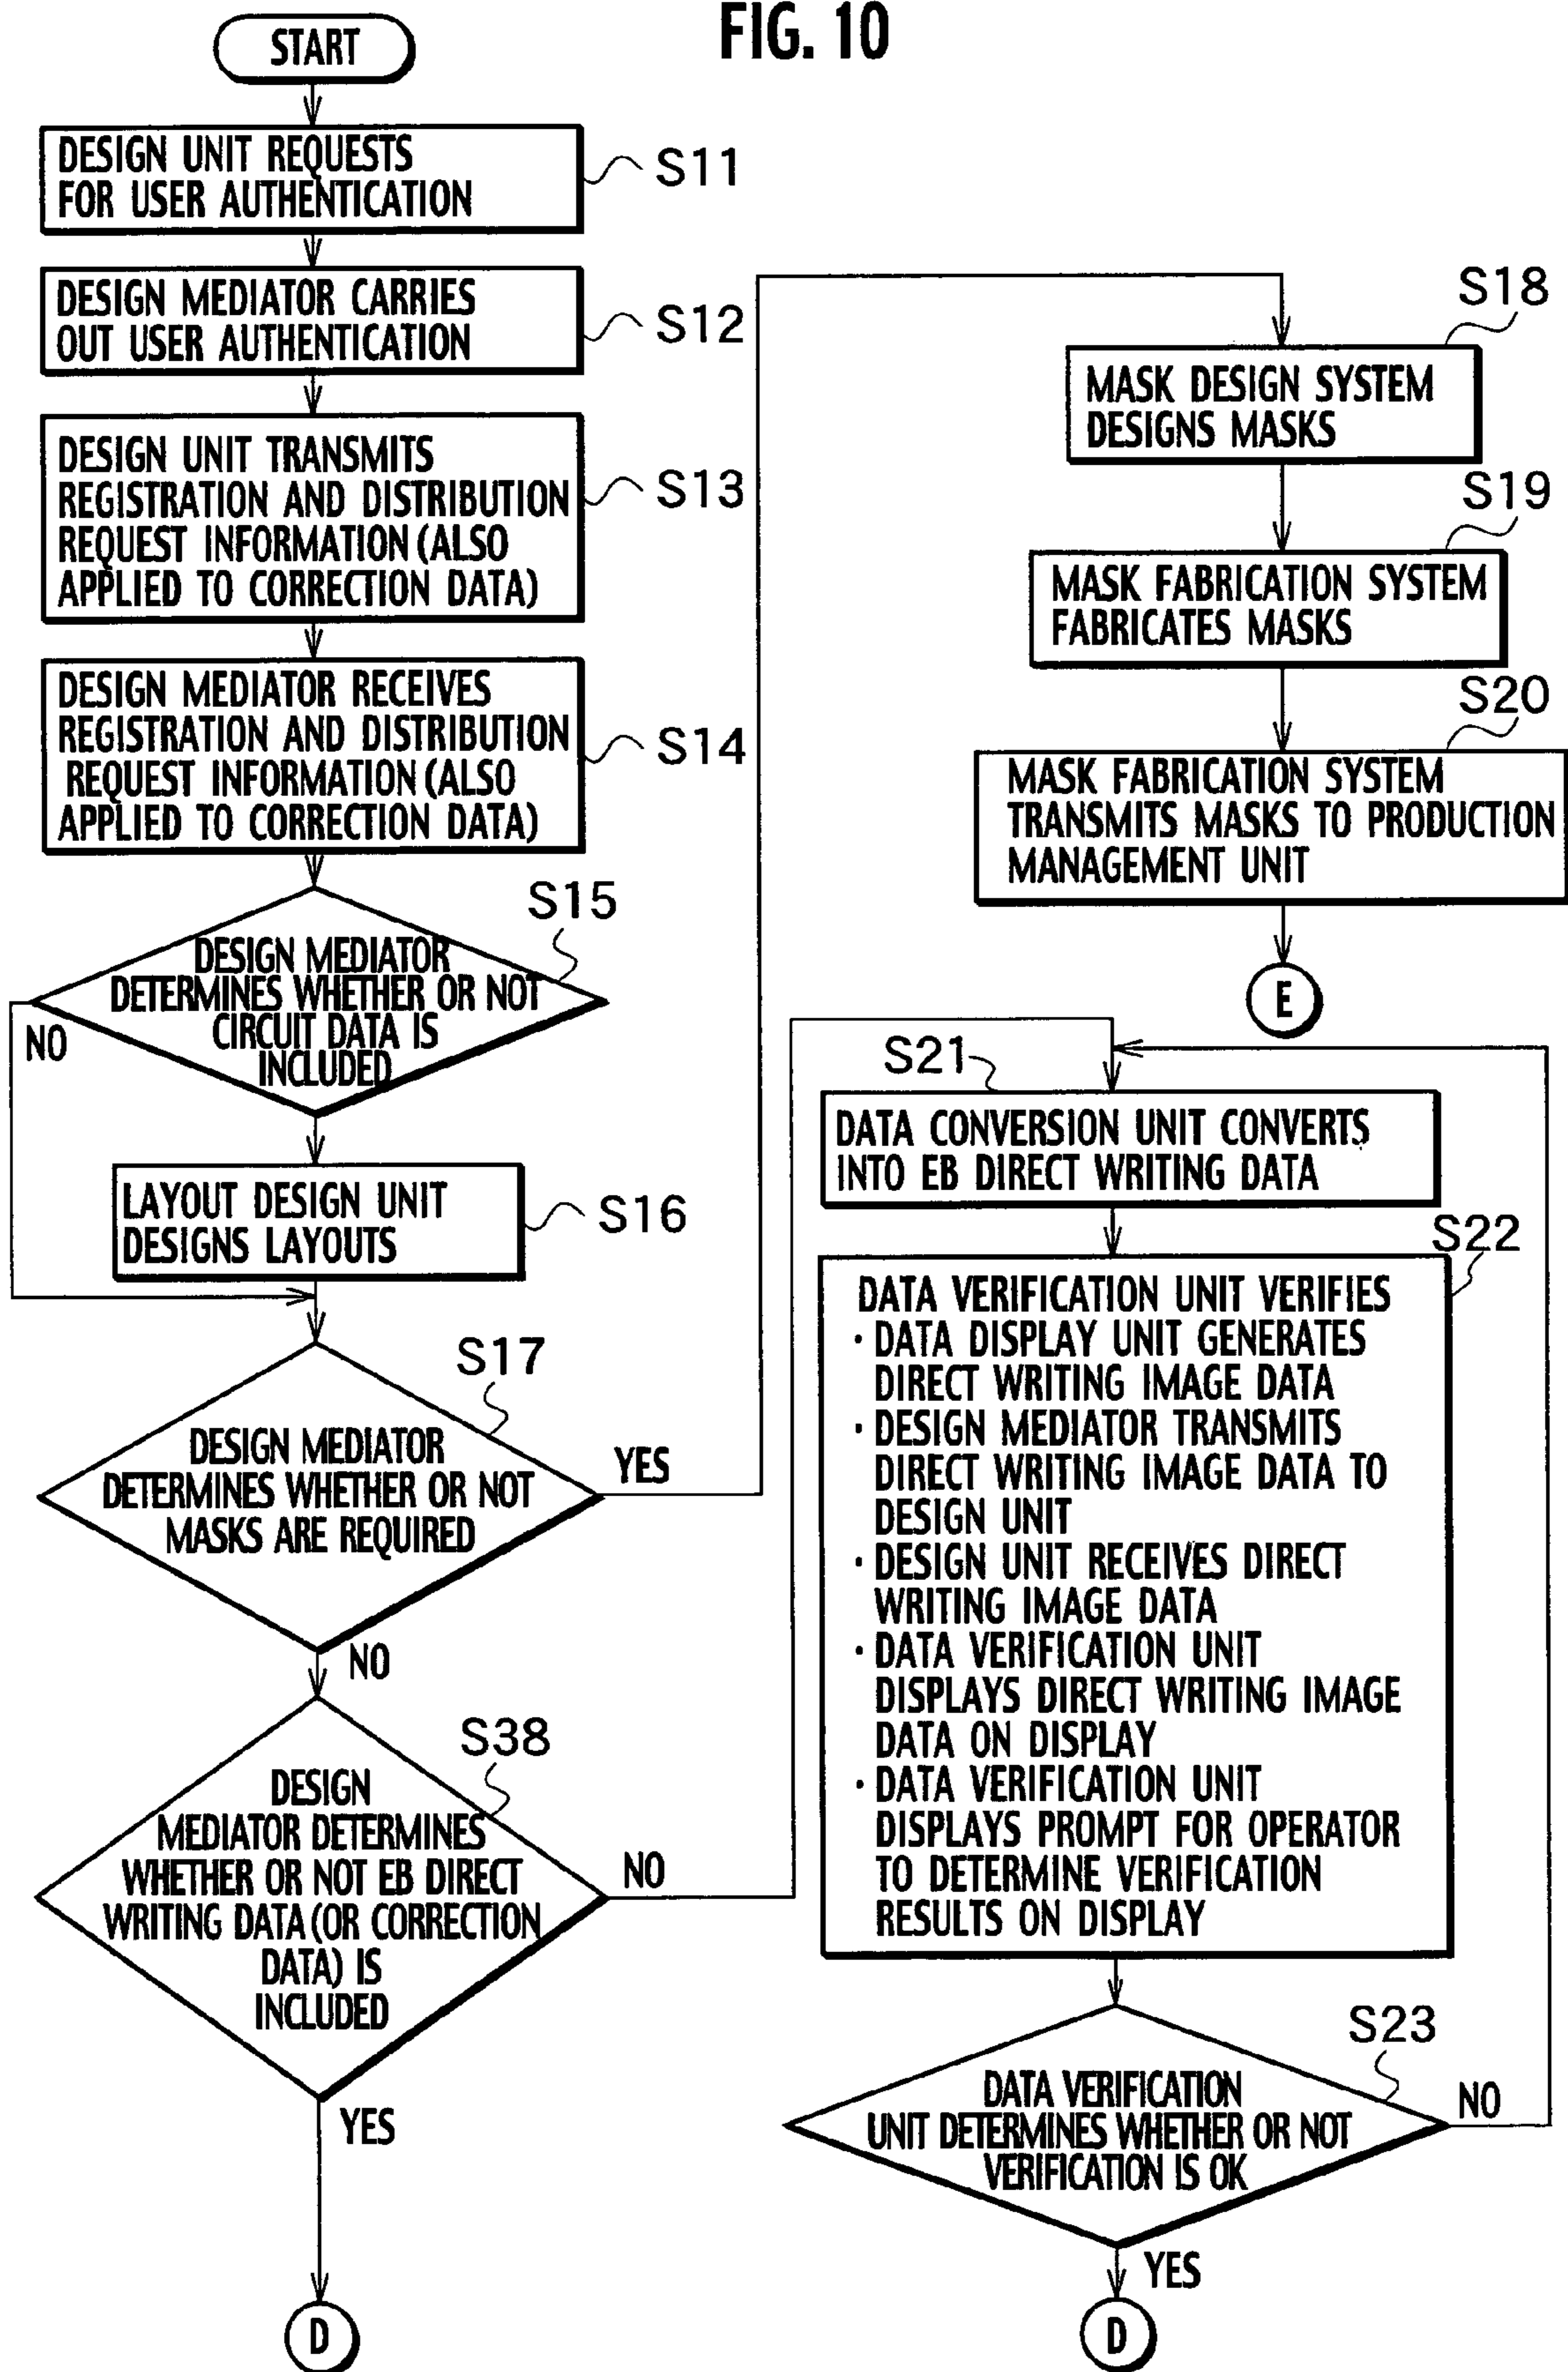 FIG. 10
START
DESIGN UNIT REQUESTS
FOR USER AUTHENTICATION
S11
DESIGN MEDIATOR CARRIES
OUT USER AUTHENTICATION
S12
DESIGN UNIT TRANSMITS
REGISTRATION AND DISTRIBUTION
REQUEST INFORMATION (ALSO
APPLIED TO CORRECTION DATA)
S13
DESIGN MEDIATOR RECEIVES
REGISTRATION AND DISTRIBUTION
REQUEST INFORMATION (ALSO
APPLIED TO CORRECTION DATA)
S14
S15
DESIGN MEDIATOR
DETERMINES WHETHER OR NOT
CIRCUIT DATA IS
INCLUDED
NO
LAYOUT DESIGN UNIT
DESIGNS LAYOUTS
S16
S17
DESIGN MEDIATOR
DETERMINES WHETHER OR NOT
MASKS ARE REQUIRED
YES
NO
S38
DESIGN
MEDIATOR DETERMINES
WHETHER OR NOT EB DIRECT
WRITING DATA (OR CORRECTION
DATA) IS
INCLUDED
NO
YES
D
S18
MASK DESIGN SYSTEM
DESIGNS MASKS
S19
MASK FABRICATION SYSTEM
FABRICATES MASKS
S20
MASK FABRICATION SYSTEM
TRANSMITS MASKS TO PRODUCTION
MANAGEMENT UNIT
E
S21
DATA CONVERSION UNIT CONVERTS
INTO EB DIRECT WRITING DATA
S22
DATA VERIFICATION UNIT VERIFIES
· DATA DISPLAY UNIT GENERATES
DIRECT WRITING IMAGE DATA
· DESIGN MEDIATOR TRANSMITS
DIRECT WRITING IMAGE DATA TO
DESIGN UNIT
· DESIGN UNIT RECEIVES DIRECT
WRITING IMAGE DATA
· DATA VERIFICATION UNIT
DISPLAYS DIRECT WRITING IMAGE
DATA ON DISPLAY
· DATA VERIFICATION UNIT
DISPLAYS PROMPT FOR OPERATOR
TO DETERMINE VERIFICATION
RESULTS ON DISPLAY
S23
DATA VERIFICATION
UNIT DETERMINES WHETHER OR NOT
VERIFICATION IS OK
NO
YES
D